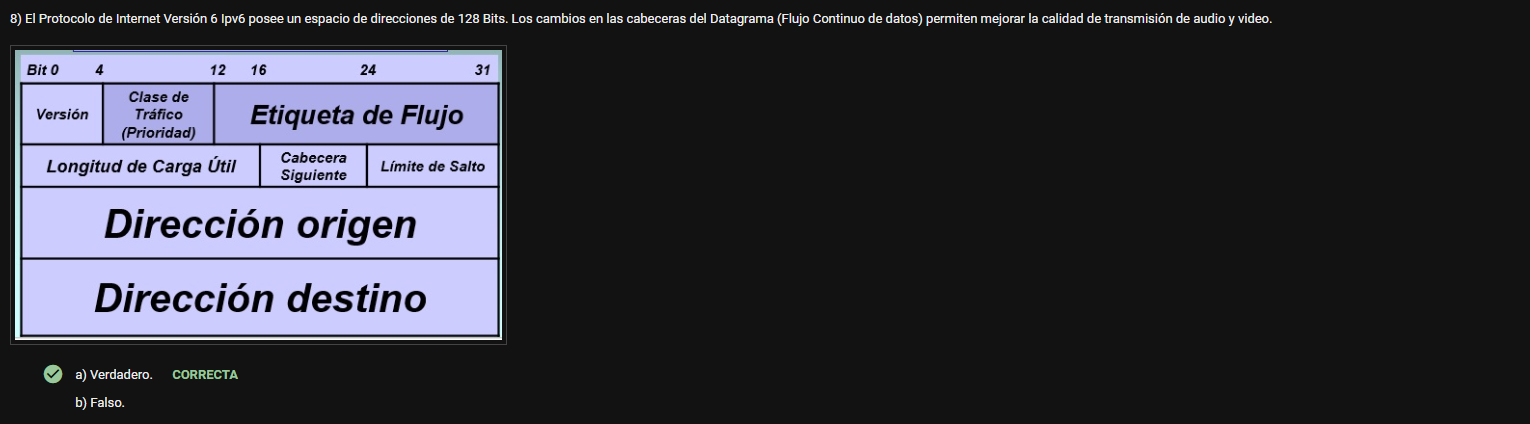 8) El Protocolo de Internet Versión 6 Ipv6 posee un espacio de direcciones de 128 Bits. Los cambios en las cabeceras del Datagrama (Flujo Continuo de datos) permiten mejorar la calidad de transmisión de audio y video.
Bit 0 4 12 16 24 31
Versión
Clase de
Tráfico
(Prioridad)
Etiqueta de Flujo
Longitud de Carga Útil
Cabecera
Siguiente
Límite de Salto
Dirección origen
Dirección destino
a) Verdadero. CORRECTA
b) Falso.